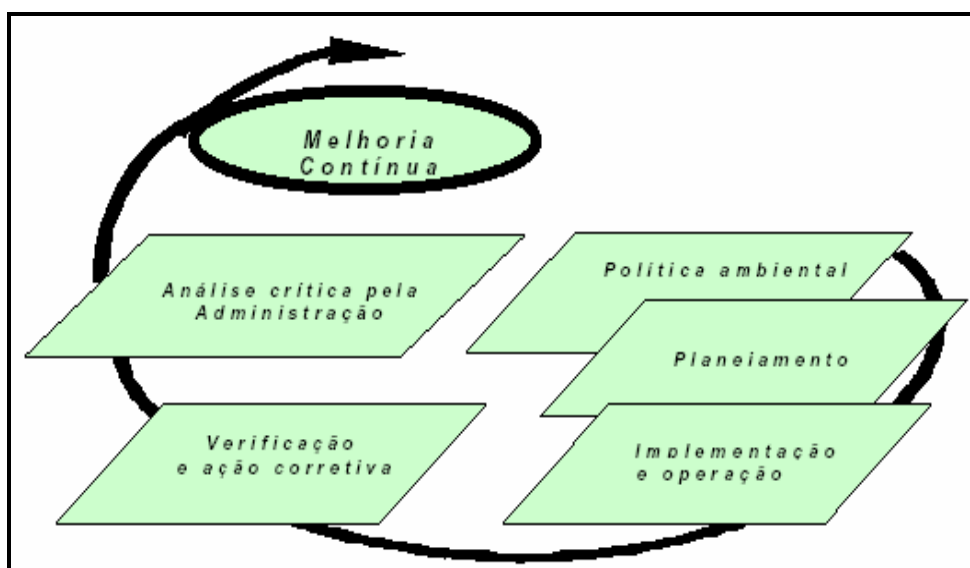 Melhoria
Contínua
Política ambiental
Análise crítica pela
Administração
Planejamento
Verificação
e ação corretiva
Implementação
e operação